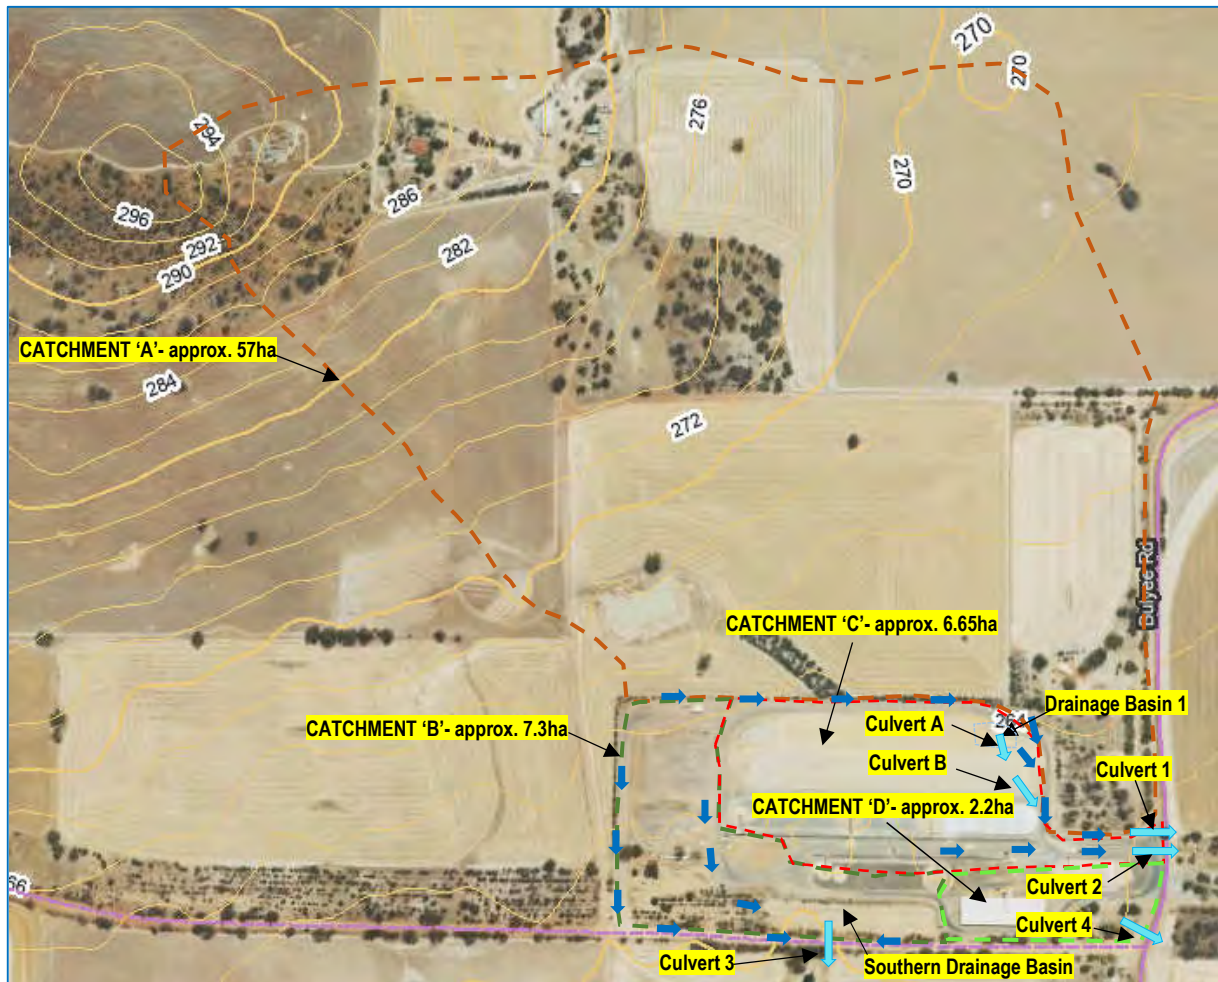 270
270
294
276
270
286
296
292
282
290
CATCHMENT ‘A’- approx. 57ha
284
272
Bulyee Rd
CATCHMENT ‘C’- approx. 6.65ha
Drainage Basin 1
CATCHMENT ‘B’- approx. 7.3ha
Culvert A
Culvert B
Culvert 1
CATCHMENT ‘D’- approx. 2.2ha
66
Culvert 2
Culvert 4
Culvert 3
Southern Drainage Basin